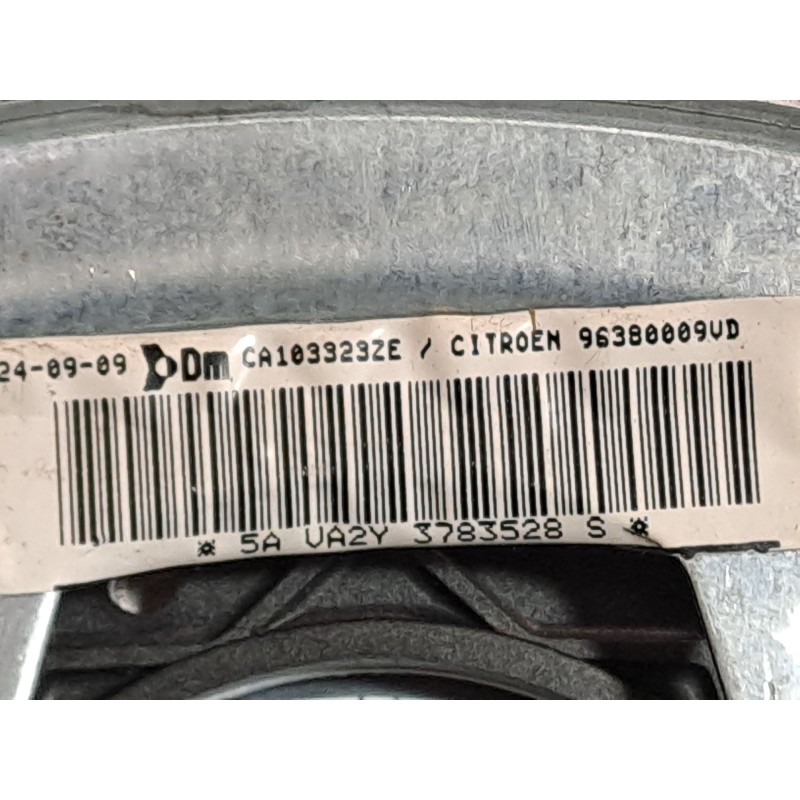 24-09-09 Dm CA103323ZE / CITROEN 96380009VD
* 5A VA2Y 3783528 S *